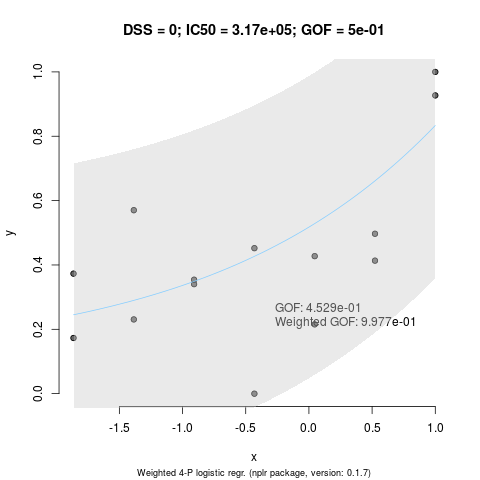 DSS = 0; IC50 = 3.17e+05; GOF = 5e-01
1.0
0.8
0.6
y
0.4
GOF: 4.529e-01
Weighted GOF: 9.977e-01
0.2
0.0
-1.5 -1.0 -0.5 0.0 0.5 1.0
x
Weighted 4-P logistic regr. (nplr package, version: 0.1.7)